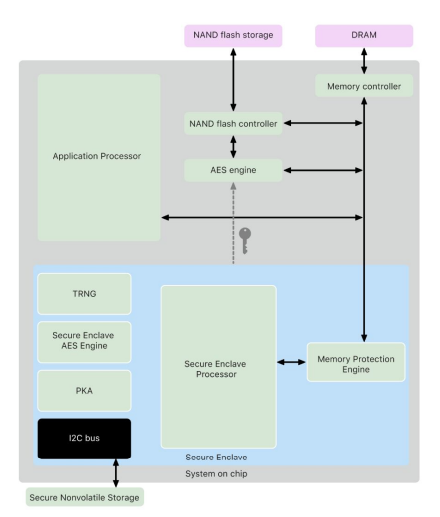 NAND flash storage
DRAM
Memory controller
NAND flash controller
Application Processor
AES engine
TRNG
Secure Enclave
AES Engine
Secure Enclave
Processor
Memory Protection
Engine
PKA
I2C bus
Secure Enclave
System on chip
Secure Nonvolatile Storage